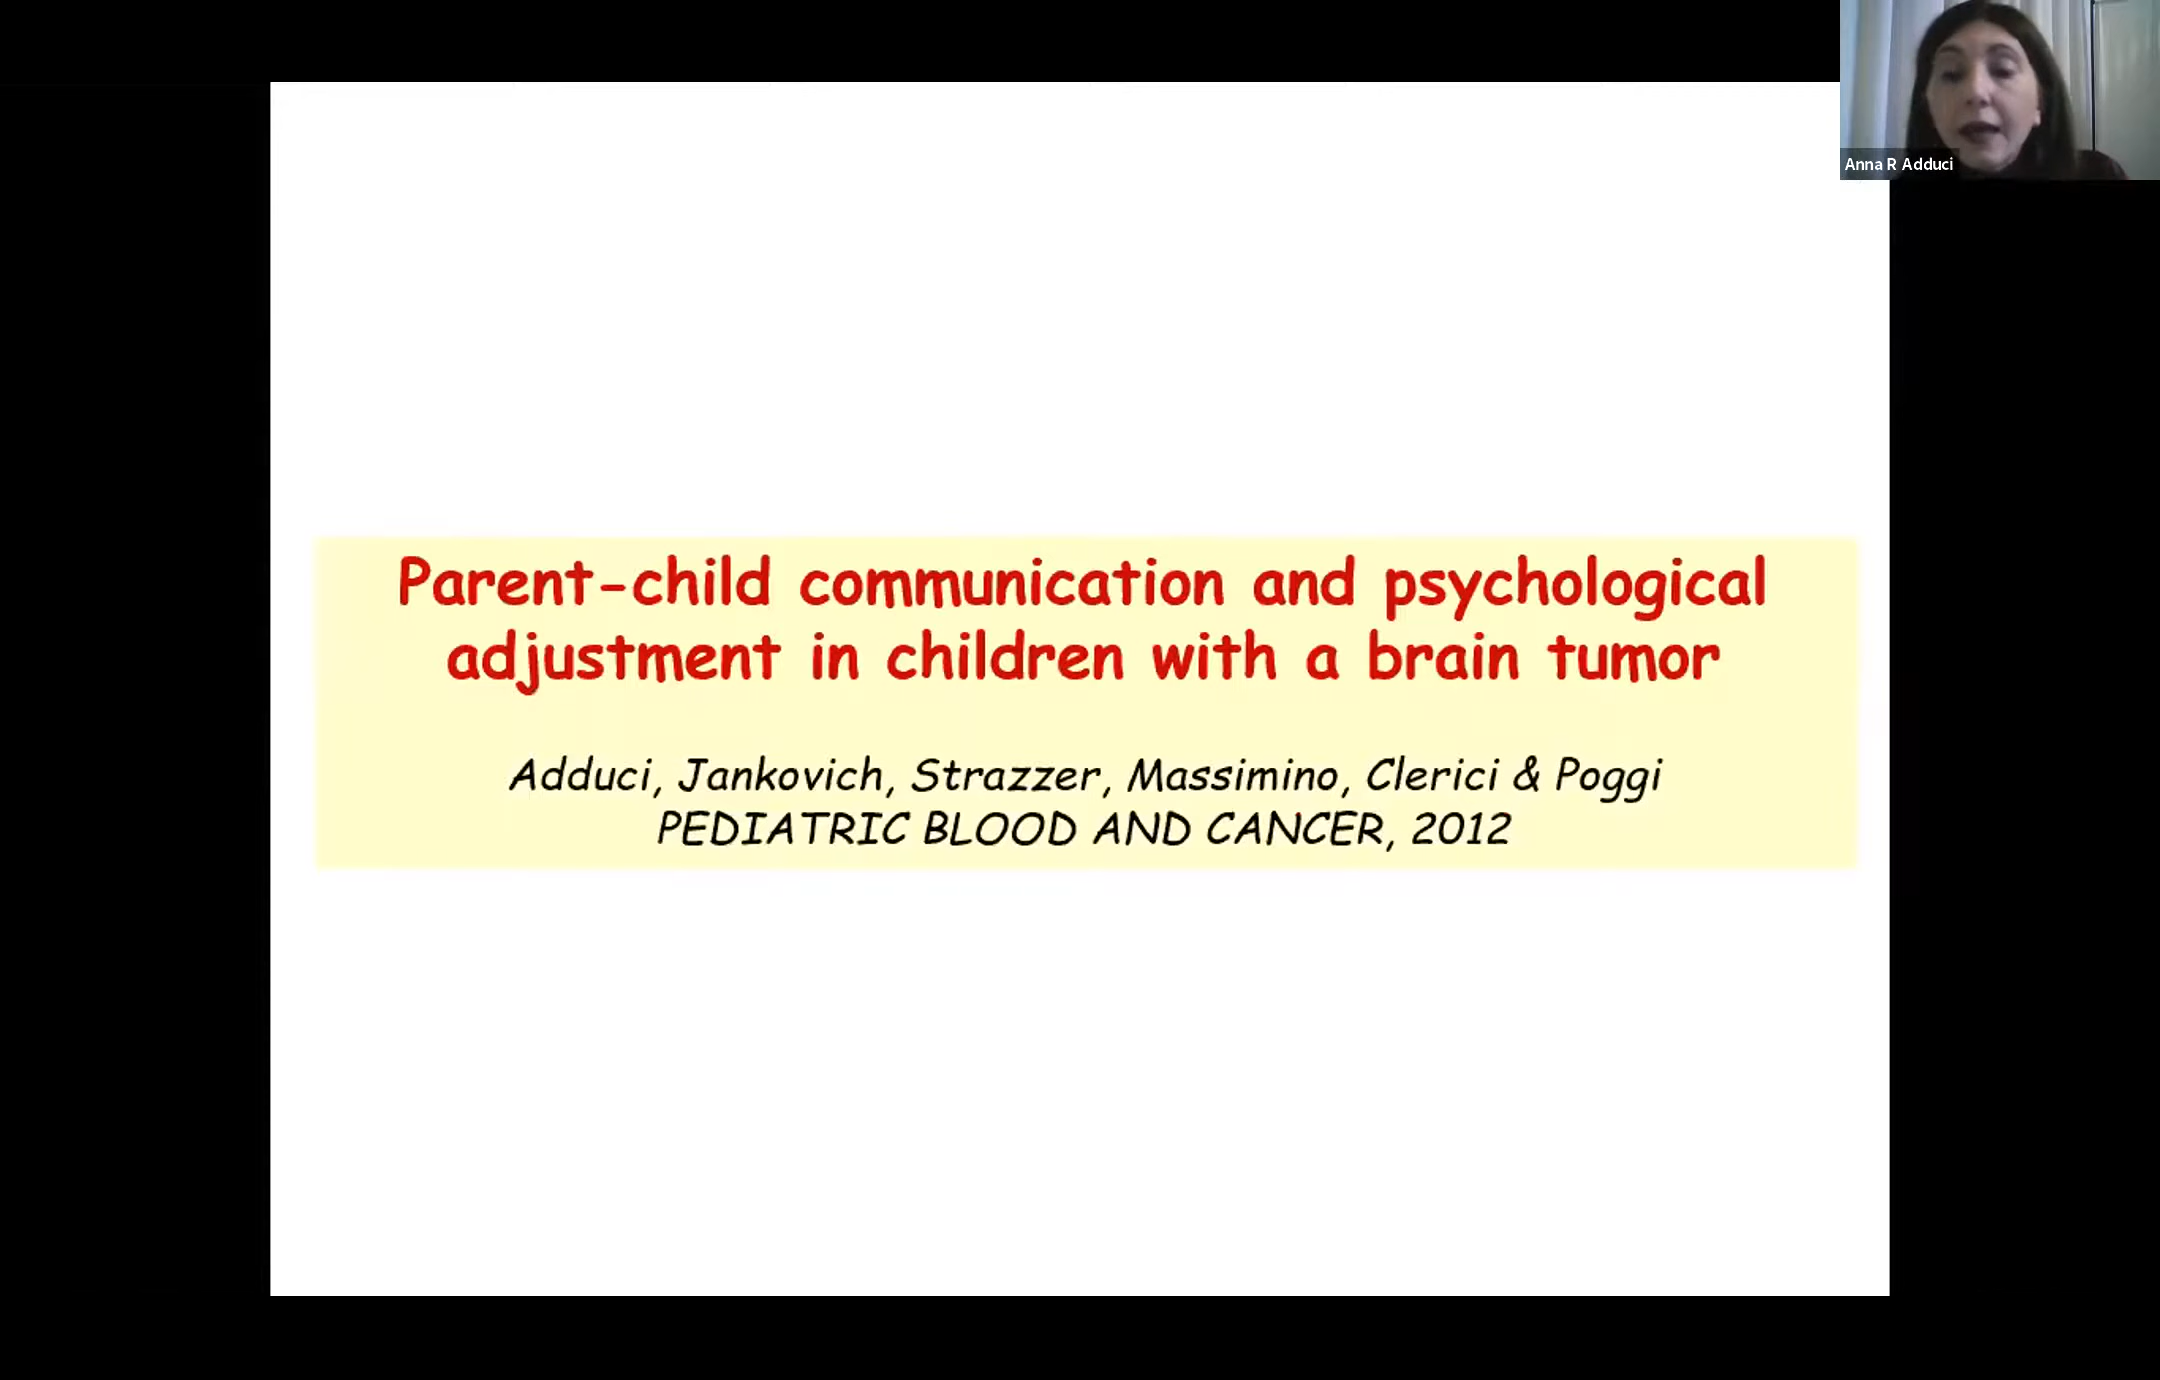 Anna R Adduci
Parent-child communication and psychological
adjustment in children with a brain tumor
Adduci, Jankovich, Strazzer, Massimino, Clerici & Poggi
PEDIATRIC BLOOD AND CANCER, 2012